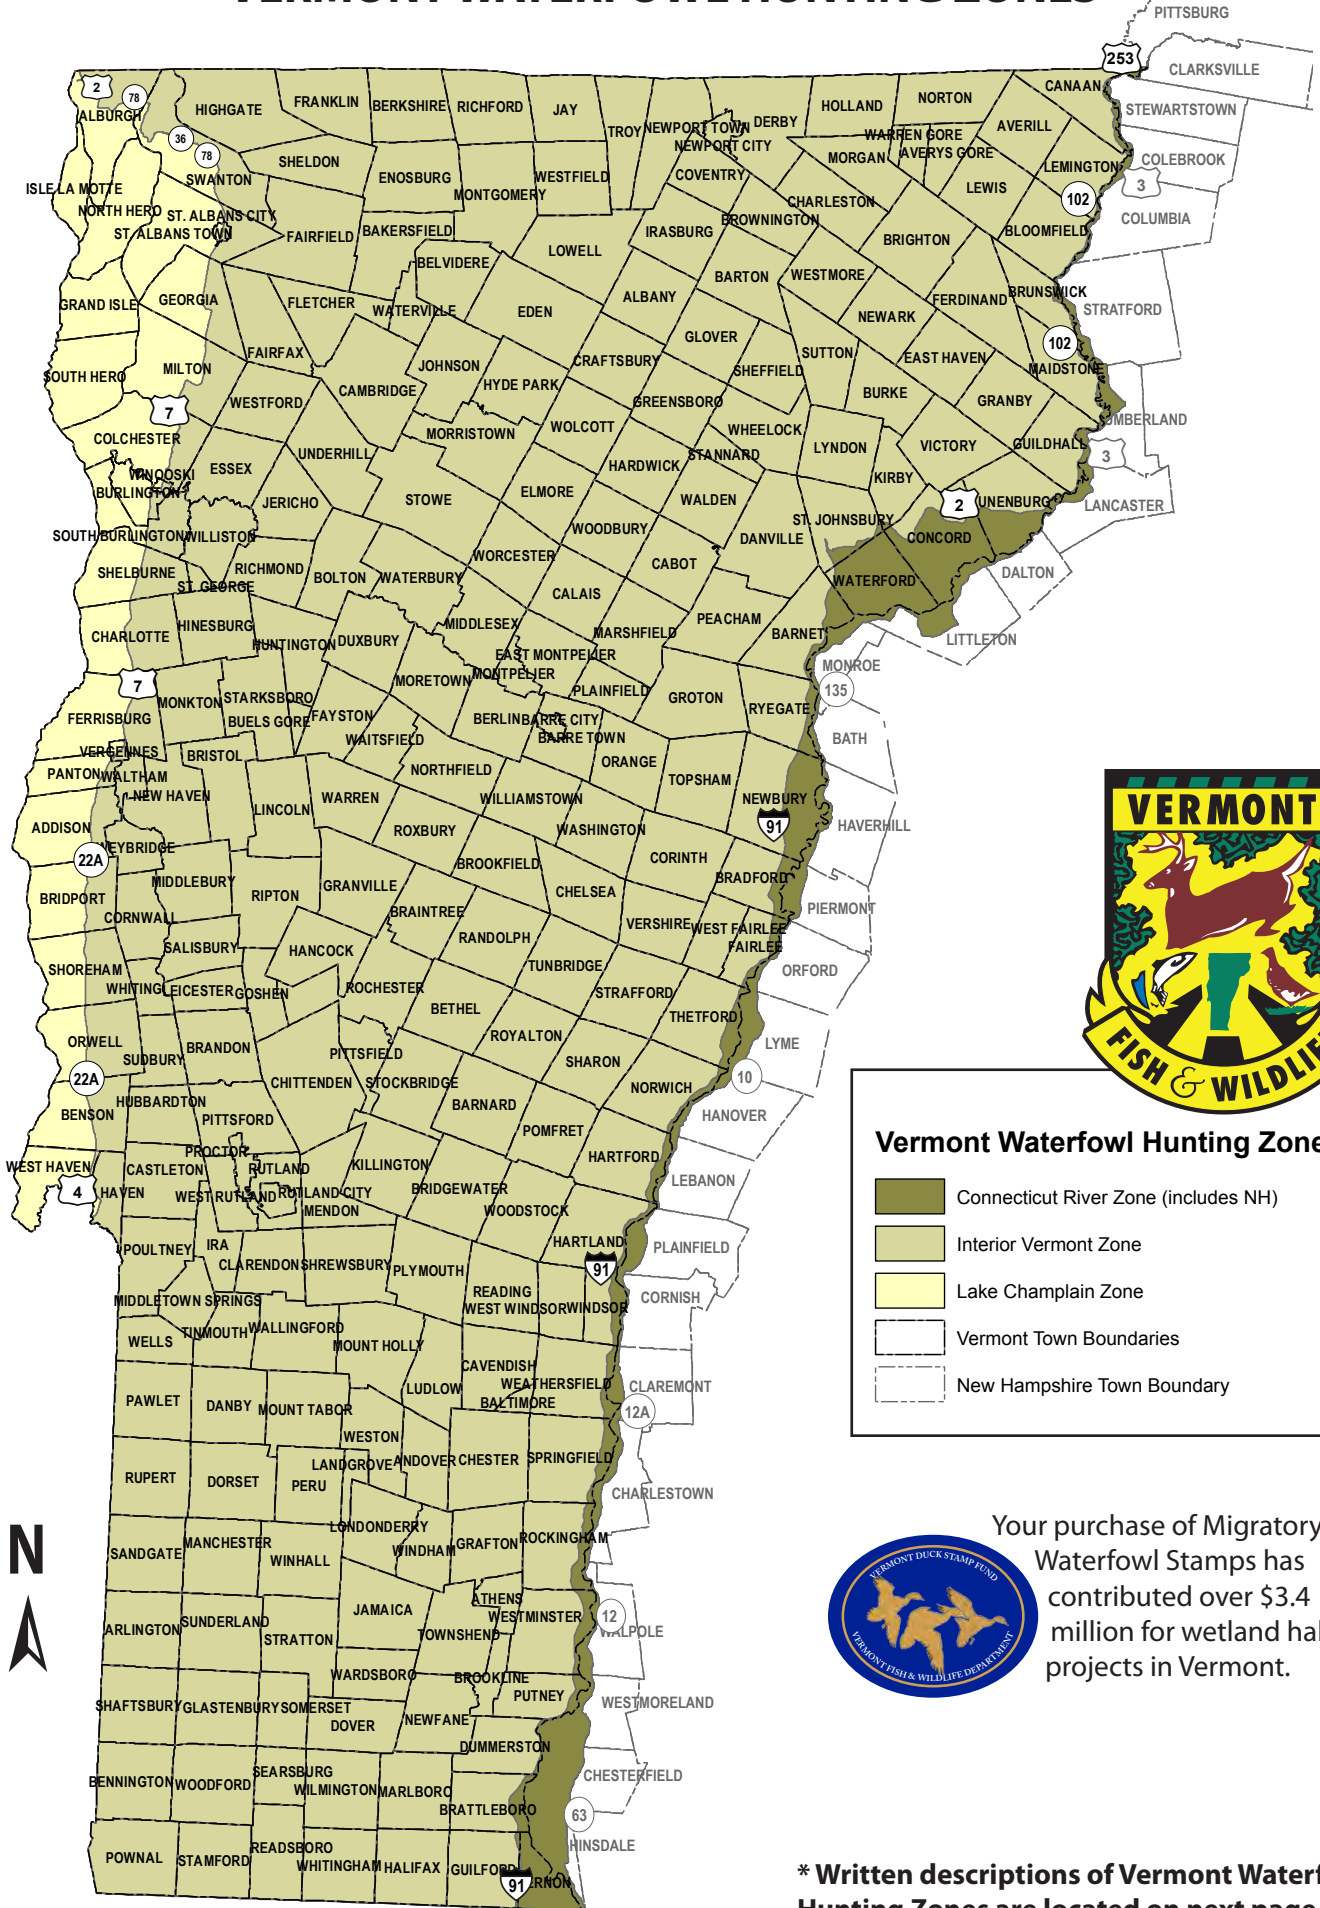 PITTSBURG
253
CLARKSVILLE
CANAAN
2
78
ALBURGH
HIGHGATE
FRANKLIN
BERKSHIRE
RICHFORD
JAY
TROY
NEWPORT TOWN
DERBY
HOLLAND
NORTON
STEWARTSTOWN
36
78
NEWPORT CITY
WARREN GORE
AVERYS GORE
AVERILL
SHELDON
ENOSBURG
MONTGOMERY
WESTFIELD
COVENTRY
MORGAN
LEMINGTON
COLEBROOK
3
SWANTON
ISLE LA MOTTE
NORTH HERO
ST. ALBANS CITY
ST. ALBANS TOWN
CHARLESTON
LEWIS
102
COLUMBIA
FAIRFIELD
BAKERSFIELD
BROWNINGTON
IRASBURG
BRIGHTON
BLOOMFIELD
BELVIDERE
LOWELL
BARTON
WESTMORE
GRAND ISLE
GEORGIA
FLETCHER
WATERVILLE
EDEN
ALBANY
FERDINAND
BRUNSWICK
STRATFORD
NEWARK
GLOVER
SUTTON
102
FAIRFAX
JOHNSON
CRAFTSBURY
SHEFFIELD
EAST HAVEN
MAIDSTONE
SOUTH HERO
MILTON
CAMBRIDGE
HYDE PARK
BURKE
GRANBY
7
WESTFORD
GREENSBORO
MORRISTOWN
WOLCOTT
WHEELOCK
UMBERLAND
COLCHESTER
UNDERHILL
STANNARD
LYNDON
VICTORY
GUILDHALL
3
WINOOSKI
ESSEX
HARDWICK
KIRBY
BURLINGTON
JERICHO
STOWE
ELMORE
WALDEN
2
UNENBURG
LANCASTER
SOUTH BURLINGTON
WILLISTON
WOODBURY
DANVILLE
ST. JOHNSBURY
CONCORD
SHELBURNE
RICHMOND
ST. GEORGE
BOLTON
WATERBURY
WORCESTER
CABOT
WATERFORD
DALTON
CALAIS
CHARLOTTE
HINESBURG
HUNTINGTON
DUXBURY
MIDDLESEX
MARSHFIELD
PEACHAM
BARNET
LITTLETON
EAST MONTPELIER
MONTPELIER
MORETOWN
MONROE
135
7
MONKTON
STARKSBORO
PLAINFIELD
GROTON
RYEGATE
FERRISBURG
BUELS GORE
FAYSTON
BERLIN
BARRE CITY
BARRE TOWN
BATH
WAITSFIELD
VERGENNES
BRISTOL
ORANGE
TOPSHAM
PANTON
WALTHAM
NORTHFIELD
NEW HAVEN
LINCOLN
WARREN
WILLIAMSTOWN
NEWBURY
91
ADDISON
ROXBURY
WASHINGTON
HAVERHILL
22A
EYBRIDGE
BROOKFIELD
CORINTH
BRADFORD
MIDDLEBURY
RIPTON
GRANVILLE
CHELSEA
BRIDPORT
CORNWALL
BRAINTREE
VERSHIRE
WEST FAIRLEE
FAIRLEE
PIERMONT
SALISBURY
HANCOCK
RANDOLPH
SHOREHAM
TUNBRIDGE
ORFORD
WHITING
LEICESTER
GOSHEN
ROCHESTER
STRAFFORD
BETHEL
THETFORD
ORWELL
SUDBURY
BRANDON
ROYALTON
LYME
PITTSFIELD
SHARON
22A
CHITTENDEN
STOCKBRIDGE
NORWICH
10
BENSON
HUBBARDTON
PITTSFORD
BARNARD
HANOVER
POMFRET
PROCTOR
HARTFORD
WEST HAVEN
CASTLETON
RUTLAND
KILLINGTON
LEBANON
4
HAVEN
WEST RUTLAND
RUTLAND CITY
BRIDGEWATER
MENDON
WOODSTOCK
HARTLAND
PLAINFIELD
POULTNEY
IRA
CLARENDON
SHREWSBURY
PLYMOUTH
91
READING
CORNISH
MIDDLETOWN SPRINGS
WEST WINDSOR
WINDSOR
WELLS
TINMOUTH
WALLINGFORD
MOUNT HOLLY
CAVENDISH
WEATHERSFIELD
LUDLOW
BALTIMORE
CLAREMONT
12A
PAWLET
DANBY
MOUNT TABOR
WESTON
LANDGROVE
ANDOVER
CHESTER
SPRINGFIELD
RUPERT
DORSET
PERU
CHARLESTOWN
LONDONDERRY
SANDGATE
MANCHESTER
WINHALL
WINDHAM
GRAFTON
ROCKINGHAM
ATHENS
ARLINGTON
SUNDERLAND
STRATTON
JAMAICA
TOWNSHEND
WESTMINSTER
12
ALPOLE
WARDSBORO
BROOKLINE
SHAFTSBURY
GLASTENBURY
SOMERSET
PUTNEY
WESTMORELAND
DOVER
NEWFANE
DUMMERSTON
BENNINGTON
WOODFORD
SEARSBURG
WILMINGTON
MARLBORO
CHESTERFIELD
BRATTLEBORO
63
POWNAL
STAMFORD
READSBORO
WHITINGHAM
HALIFAX
GUILFORD
HINSDALE
91
RNON
N
VERMONT
FISH & WILDLIFE
Vermont Waterfowl Hunting Zone
Connecticut River Zone (includes NH)
Interior Vermont Zone
Lake Champlain Zone
Vermont Town Boundaries
New Hampshire Town Boundary
VERMONT DUCK STAMP FUND
VERMONT FISH & WILDLIFE DEPARTMENT
Your purchase of Migratory
Waterfowl Stamps has
contributed over $3.4
million for wetland
projects in Vermont.
* Written descriptions of Vermont
Hunting Zones are located on next page